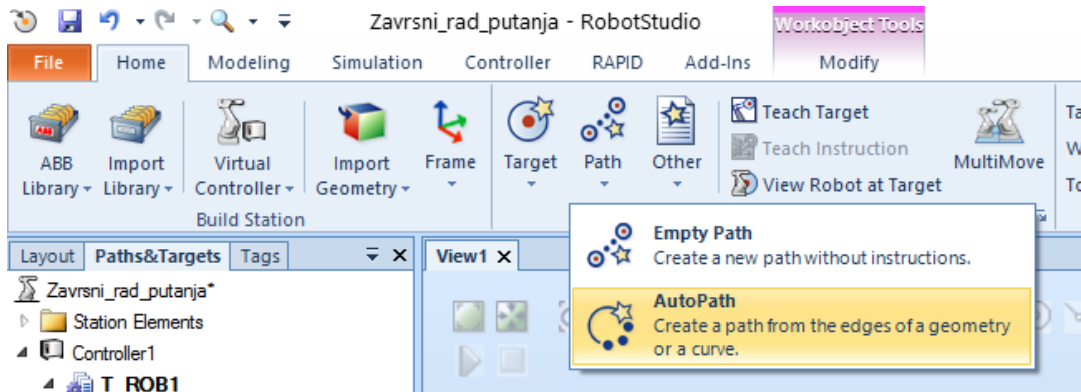 Zavrsni_rad_putanja - RobotStudio
Workobject Tools
File Home Modeling Simulation Controller RAPID Add-Ins Modify
ABB
Library
Import
Library
Virtual
Controller
Import
Geometry
Frame
Target
Path
Other
Teach Target
Teach Instruction
View Robot at Target
MultiMove
Build Station
Empty Path
Create a new path without instructions.
AutoPath
Create a path from the edges of a geometry
or a curve.
Layout Paths&Targets Tags
View1
Zavrsni_rad_putanja*
Station Elements
Controller1
T_ROB1